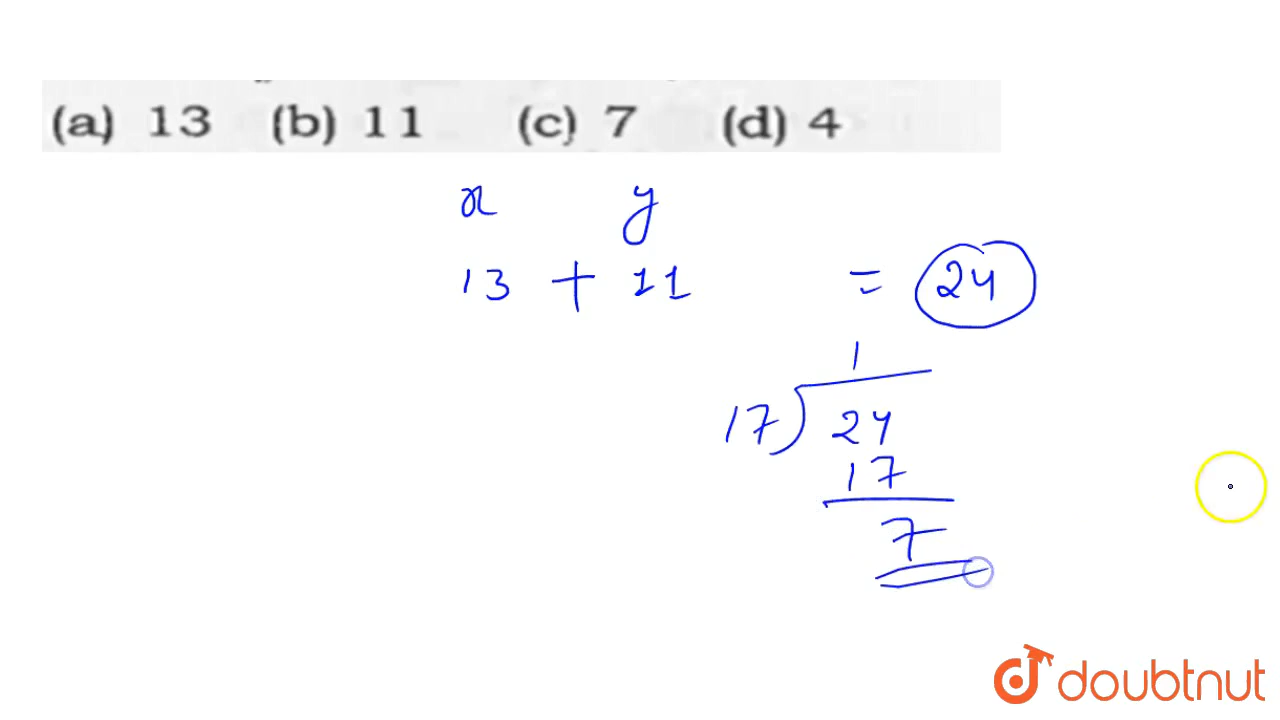 (a) 13 (b) 11 (c) 7 (d) 4
x y
13 + 11 = 24
1
17) 24
17
7
doubtnut